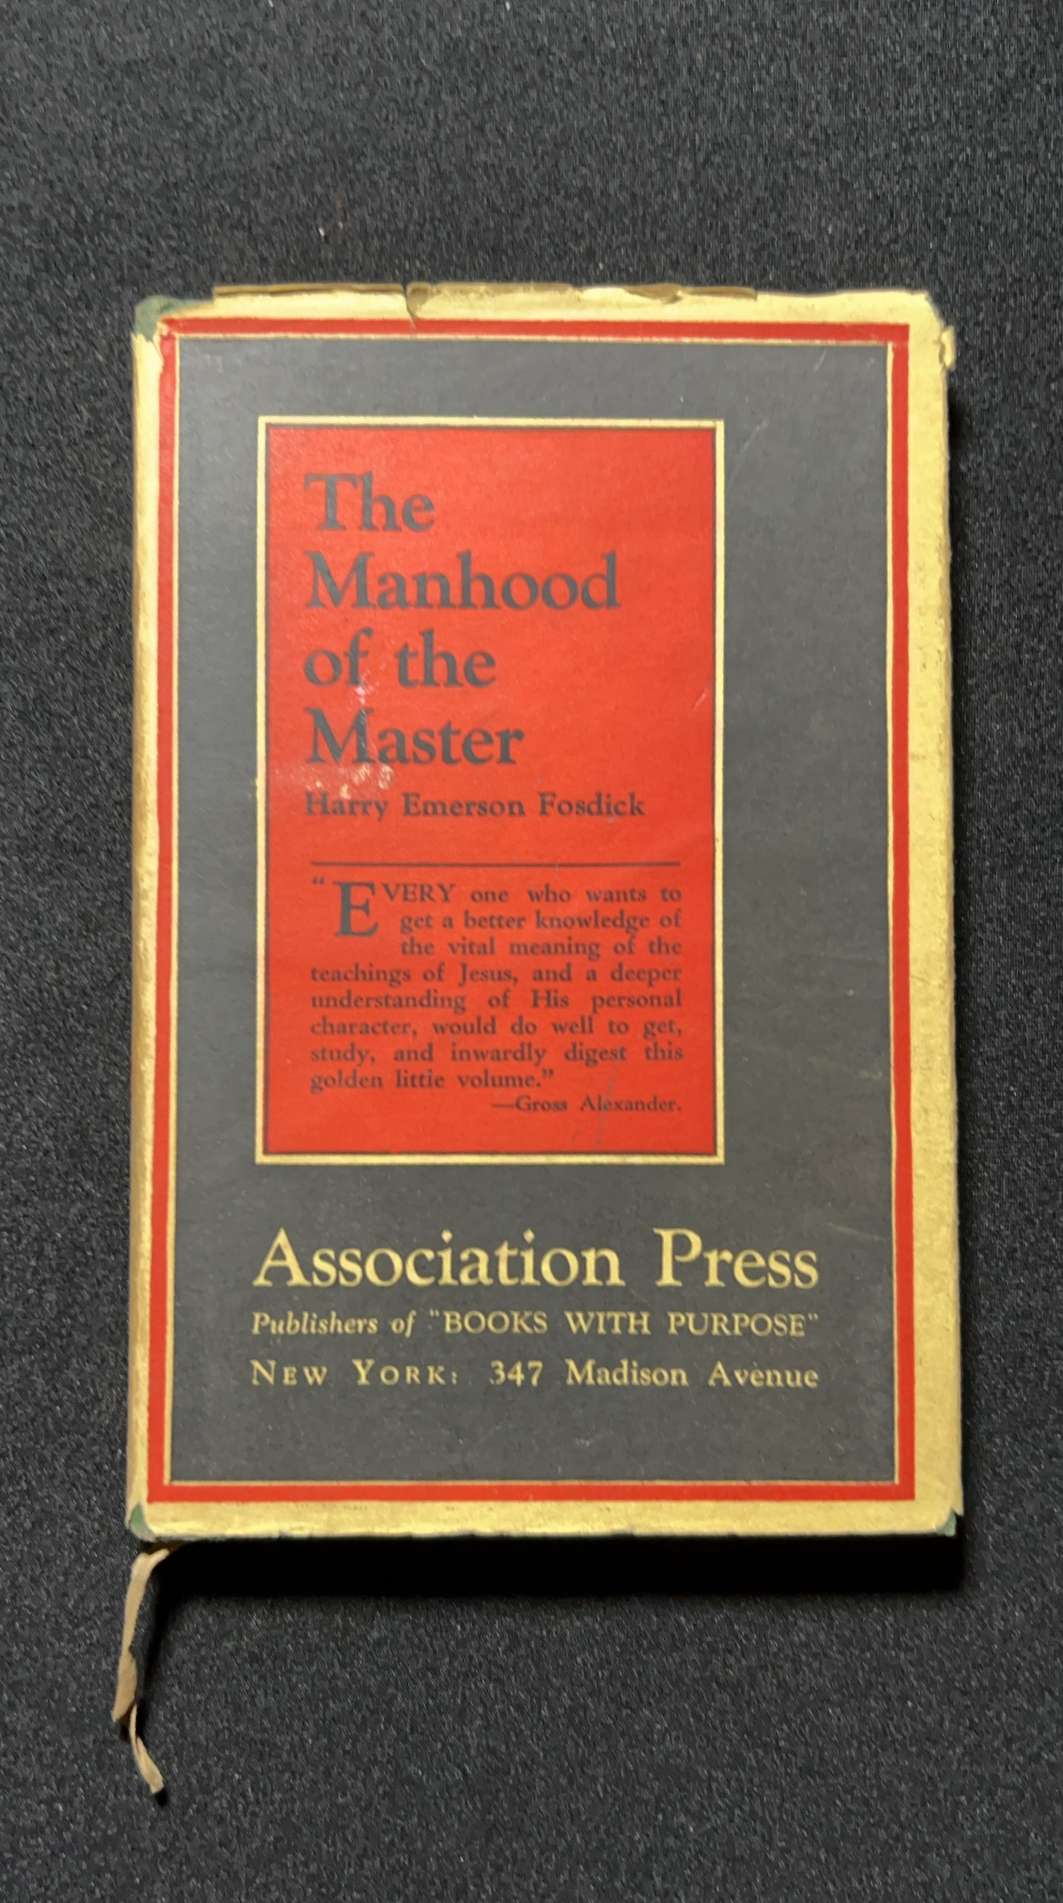 The
Manhood
of the
Master
Harry Emerson Fosdick
"EVERY one who wants to
get a better knowledge of
the vital meaning of the
teachings of Jesus, and a deeper
understanding of His personal
character, would do well to get,
study, and inwardly digest this
golden little volume."
—Gross Alexander.
Association Press
Publishers of "BOOKS WITH PURPOSE"
NEW YORK: 347 Madison Avenue